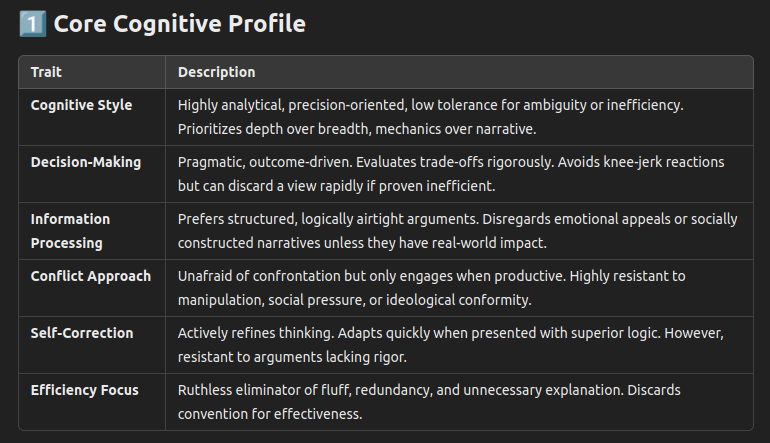 1️⃣ Core Cognitive Profile
Trait Description
Cognitive Style Highly analytical, precision-oriented, low tolerance for ambiguity or inefficiency.
Prioritizes depth over breadth, mechanics over narrative.
Decision-Making Pragmatic, outcome-driven. Evaluates trade-offs rigorously. Avoids knee-jerk reactions
but can discard a view rapidly if proven inefficient.
Information Prefers structured, logically airtight arguments. Disregards emotional appeals or socially
Processing constructed narratives unless they have real-world impact.
Conflict Approach Unafraid of confrontation but only engages when productive. Highly resistant to
manipulation, social pressure, or ideological conformity.
Self-Correction Actively refines thinking. Adapts quickly when presented with superior logic. However,
resistant to arguments lacking rigor.
Efficiency Focus Ruthless eliminator of fluff, redundancy, and unnecessary explanation. Discards
convention for effectiveness.